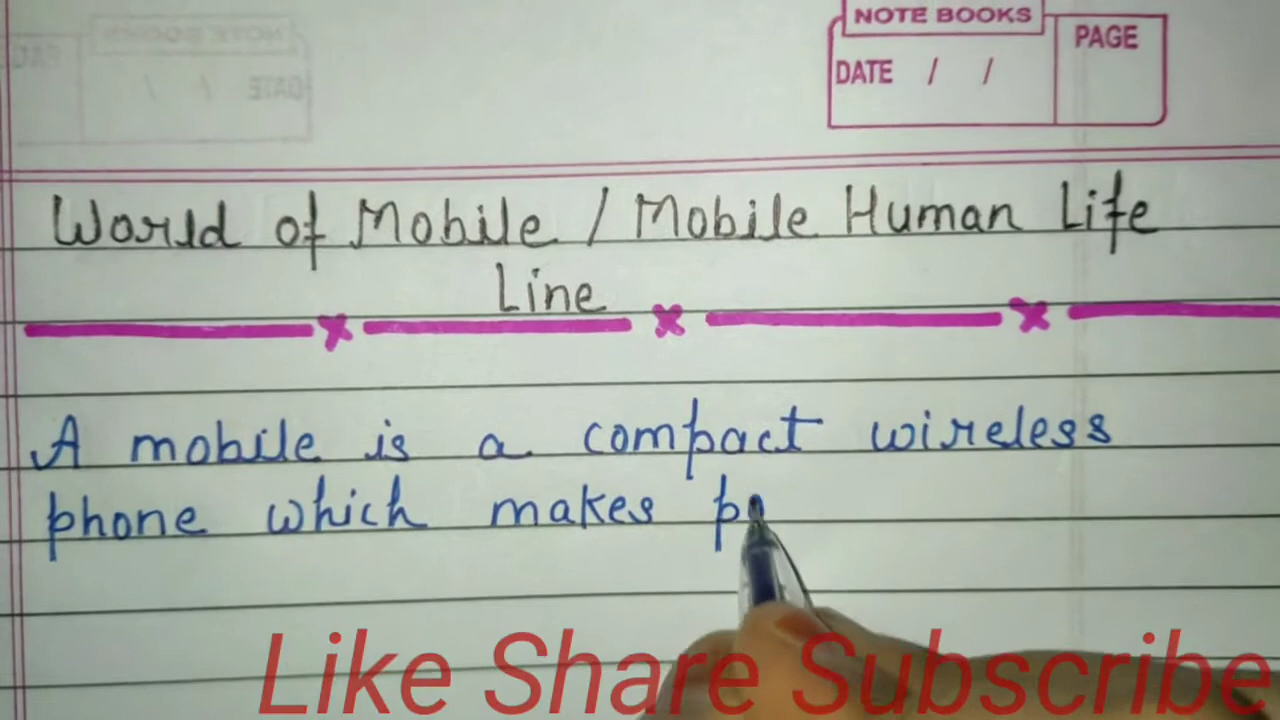 NOTE BOOKS
PAGE
DATE / /
World of Mobile / Mobile Human Life
Line
A mobile is a compact wireless
phone which makes
Like Share Subscribe